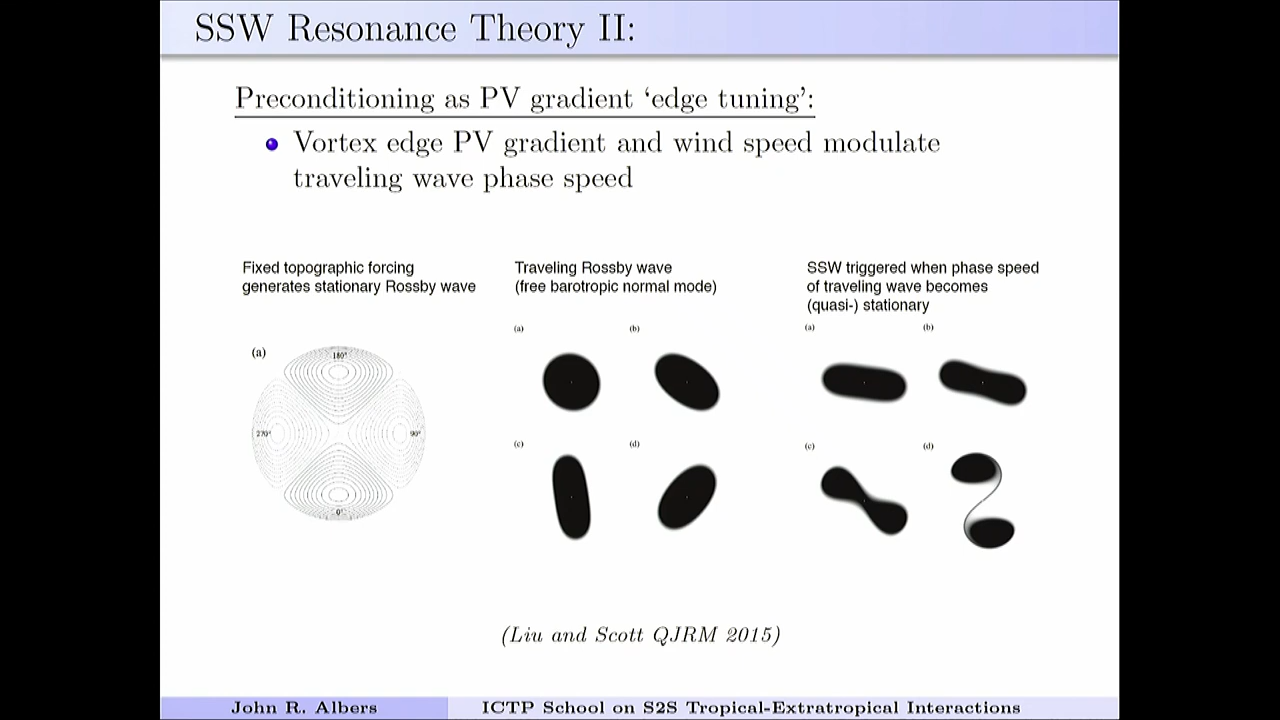 SSW Resonance Theory II:
Preconditioning as PV gradient ‘edge tuning’:
Vortex edge PV gradient and wind speed modulate
traveling wave phase speed
Fixed topographic forcing
generates stationary Rossby wave
(a)
180°
270°
90°
0°
Traveling Rossby wave
(free barotropic normal mode)
(a)
(b)
(c)
(d)
SSW triggered when phase speed
of traveling wave becomes
(quasi-) stationary
(a)
(b)
(c)
(d)
(Liu and Scott QJRM 2015)
John R. Albers
ICTP School on S2S Tropical-Extratropical Interactions